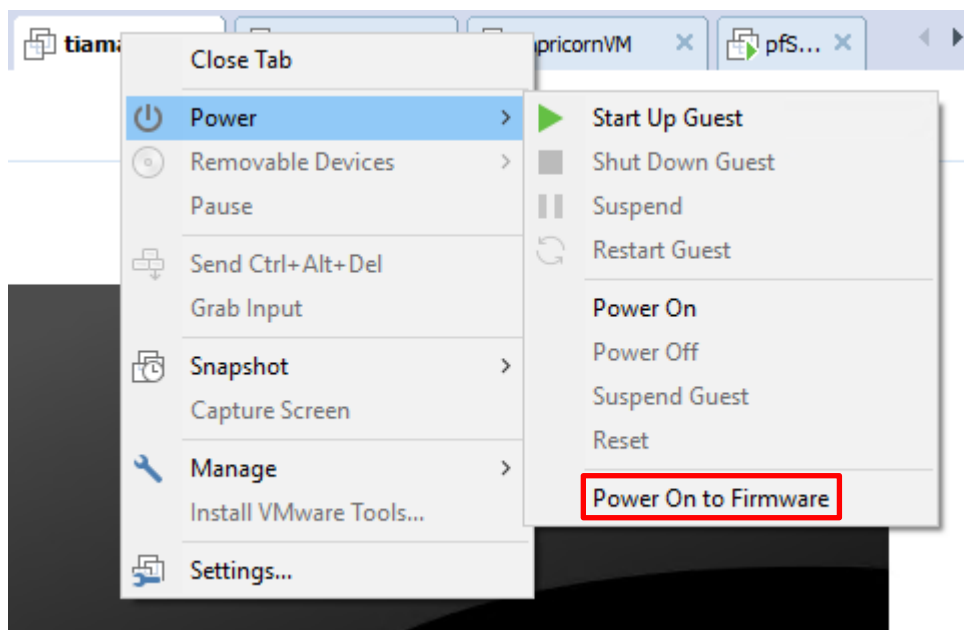 tiam
pricornVM
pfS...
Close Tab
Power
Removable Devices
Pause
Send Ctrl+Alt+Del
Grab Input
Snapshot
Capture Screen
Manage
Install VMware Tools...
Settings...
Start Up Guest
Shut Down Guest
Suspend
Restart Guest
Power On
Power Off
Suspend Guest
Reset
Power On to Firmware